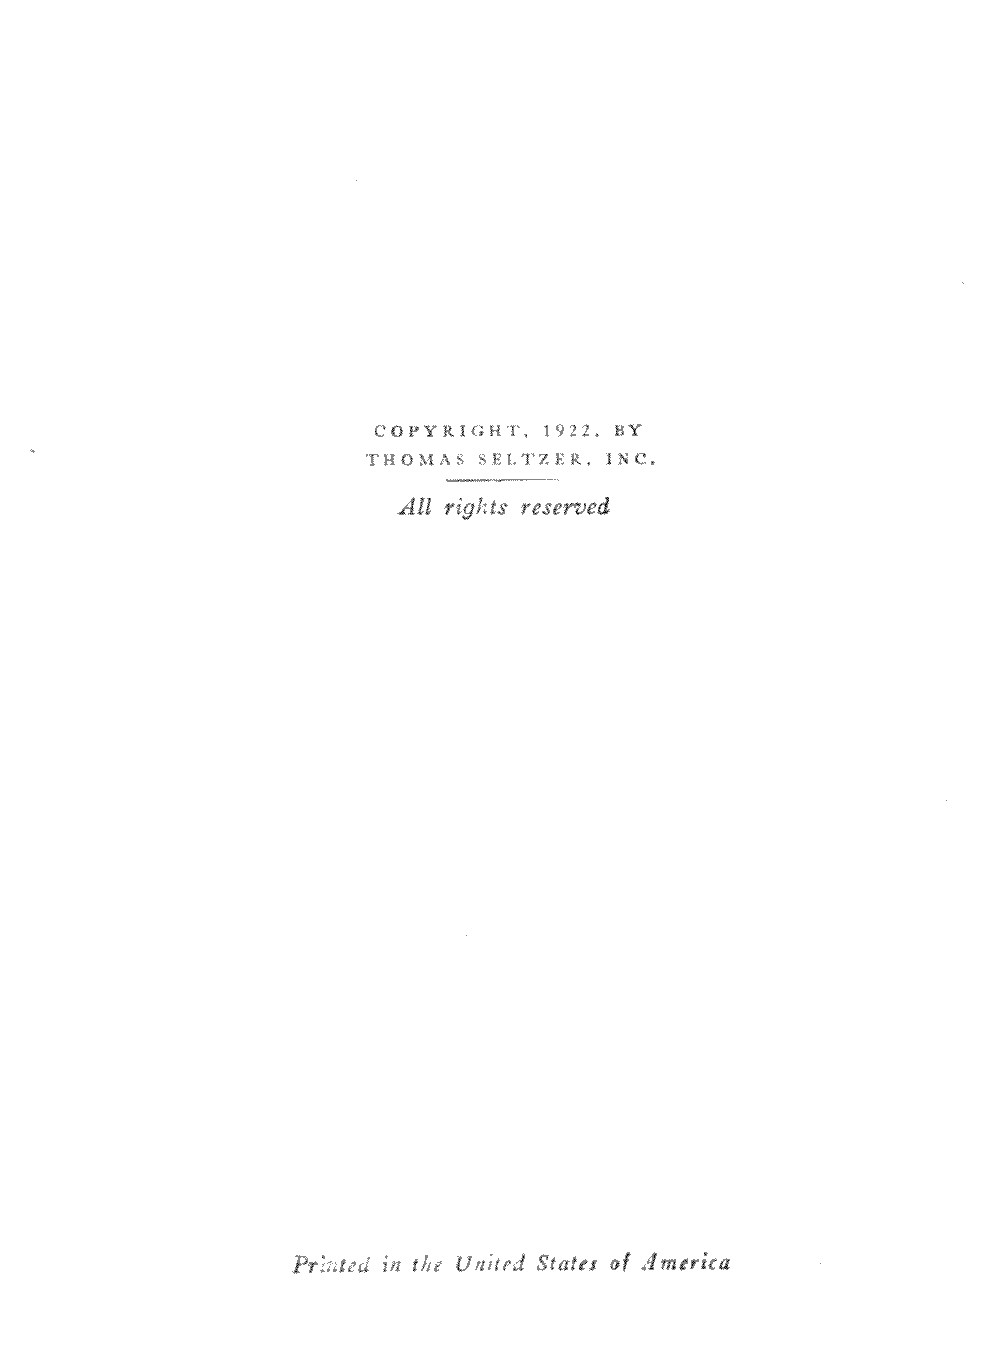 COPYRIGHT, 1922, BY
THOMAS SELTZER, INC.
All rights reserved
Printed in the United States of America